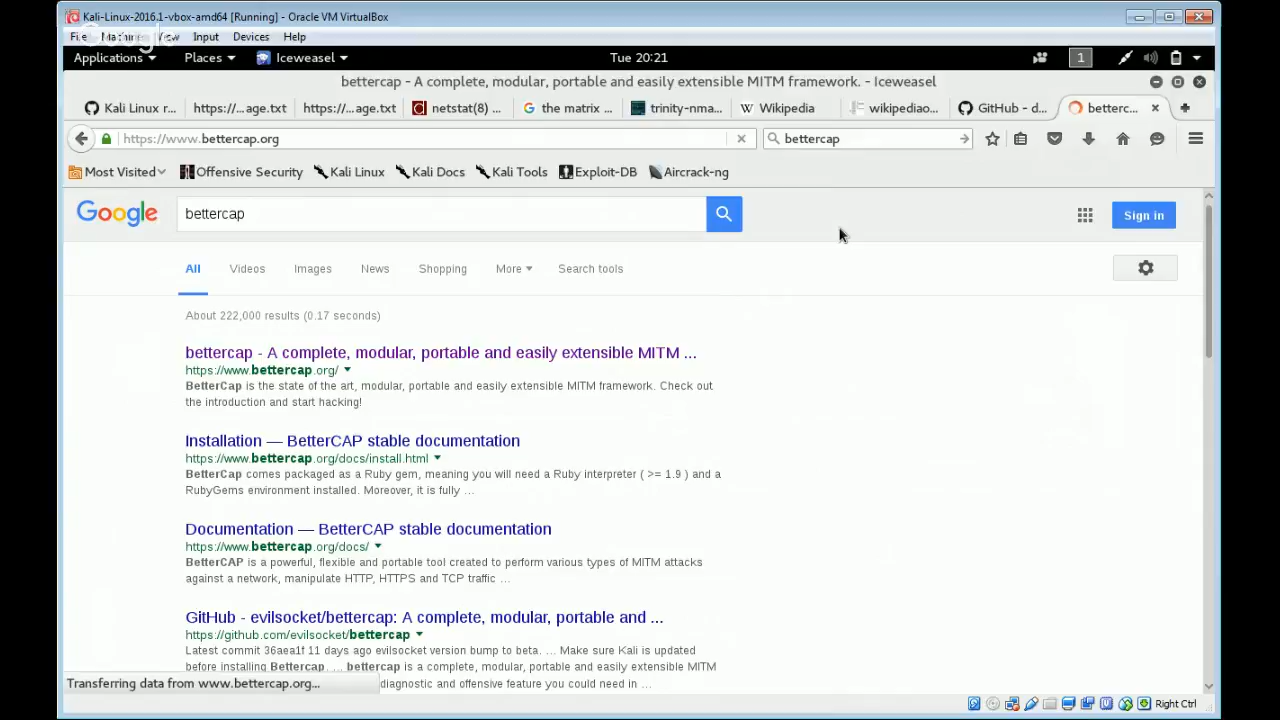 Kali-Linux-2016.1-vbox-amd64 [Running] - Oracle VM VirtualBox
File Machine View Input Devices Help
Google
Applications Places Iceweasel Tue 20:21 1
bettercap - A complete, modular, portable and easily extensible MITM framework. - Iceweasel
Kali Linux r... https://...age.txt https://...age.txt netstat(8) ... the matrix ... trinity-nma... Wikipedia wikipediao... GitHub - d... betterc...
https://www.bettercap.org bettercap
Most Visited Offensive Security Kali Linux Kali Docs Kali Tools Exploit-DB Aircrack-ng
Google bettercap Sign in
All Videos Images News Shopping More Search tools
About 222,000 results (0.17 seconds)
bettercap - A complete, modular, portable and easily extensible MITM ...
https://www.bettercap.org/
BetterCap is the state of the art, modular, portable and easily extensible MITM framework. Check out
the introduction and start hacking!
Installation — BetterCAP stable documentation
https://www.bettercap.org/docs/install.html
BetterCap comes packaged as a Ruby gem, meaning you will need a Ruby interpreter ( >= 1.9 ) and a
RubyGems environment installed. Moreover, it is fully ...
Documentation — BetterCAP stable documentation
https://www.bettercap.org/docs/
BetterCAP is a powerful, flexible and portable tool created to perform various types of MITM attacks
against a network, manipulate HTTP, HTTPS and TCP traffic ...
GitHub - evilsocket/bettercap: A complete, modular, portable and ...
https://github.com/evilsocket/bettercap
Latest commit 36aea1f 11 days ago evilsocket version bump to beta. ... Make sure Kali is updated
before installing Bettercap. ... bettercap is a complete, modular, portable and easily extensible MITM
diagnostic and offensive feature you could need in ...
Transferring data from www.bettercap.org...
Right Ctrl